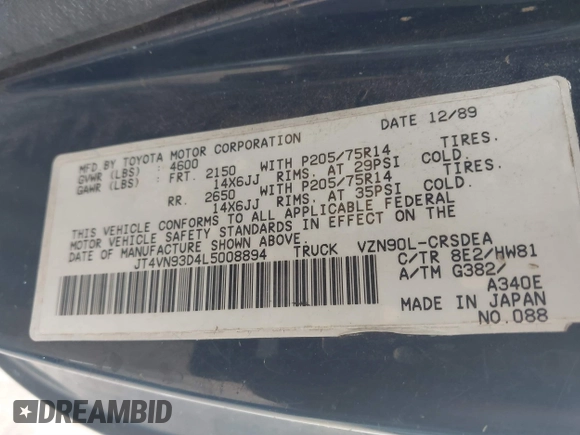 MFD BY TOYOTA MOTOR CORPORATION DATE 12/89
GVWR (LBS) : 4600
GAWR (LBS) : FRT. 2150 WITH P205/75R14 TIRES.
14X6JJ RIMS. AT 29PSI COLD.
RR. 2650 WITH P205/75R14 TIRES.
14X6JJ RIMS. AT 35PSI COLD.
THIS VEHICLE CONFORMS TO ALL APPLICABLE FEDERAL
MOTOR VEHICLE SAFETY STANDARDS IN EFFECT ON THE
DATE OF MANUFACTURE SHOWN ABOVE.
JT4VN93D4L5008894 TRUCK VZN90L-CRSDEA
C/TR 8E2/HW81
A/TM G382/
A340E
MADE IN JAPAN
NO.088
DREAMBID